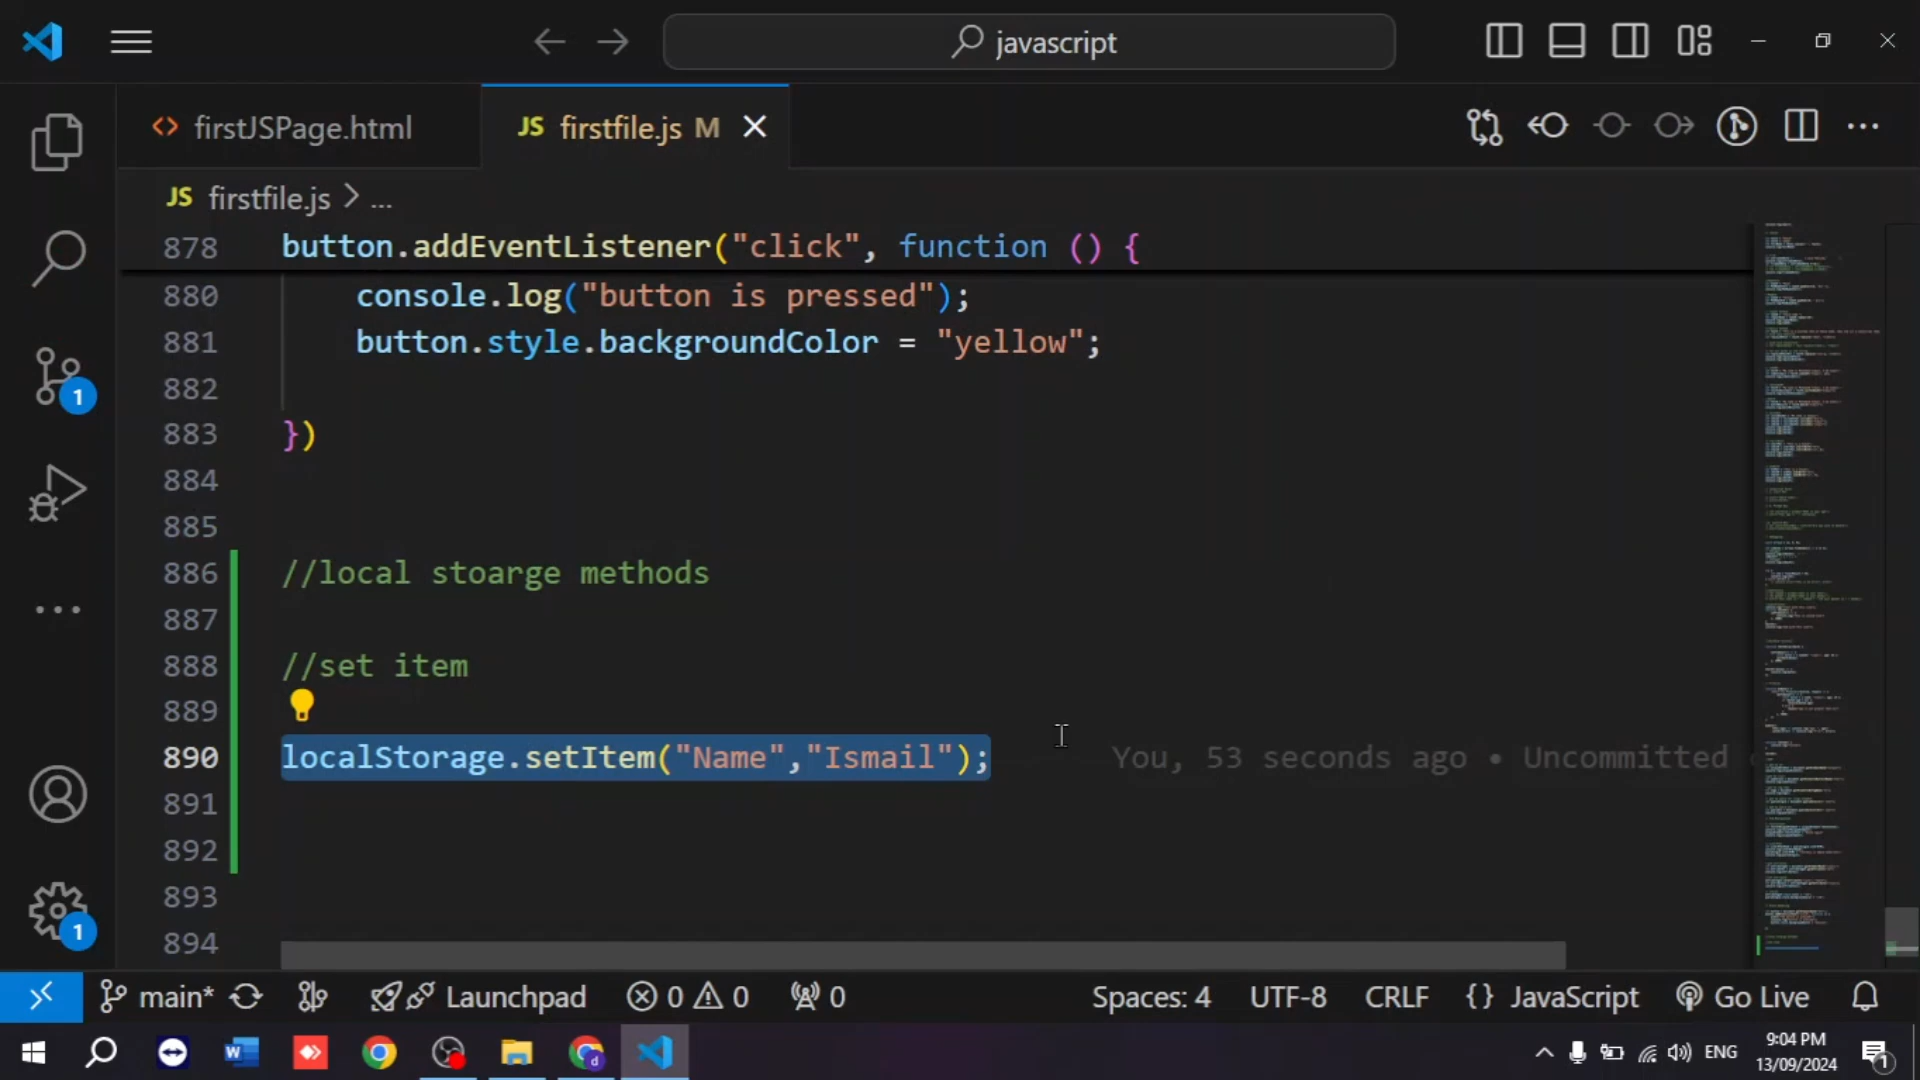 javascript
firstJSPage.html
JS firstfile.js M
JS firstfile.js > ...
878 button.addEventListener("click", function () {
880 console.log("button is pressed");
881 button.style.backgroundColor = "yellow";
882
883 })
884
885
886 //local stoarge methods
887
888 //set item
889
890 localStorage.setItem("Name","Ismail"); You, 53 seconds ago • Uncommitted
891
892
893
894
1
1
main* Launchpad 0 0 0 Spaces: 4 UTF-8 CRLF {} JavaScript Go Live
ENG 9:04 PM
13/09/2024 1